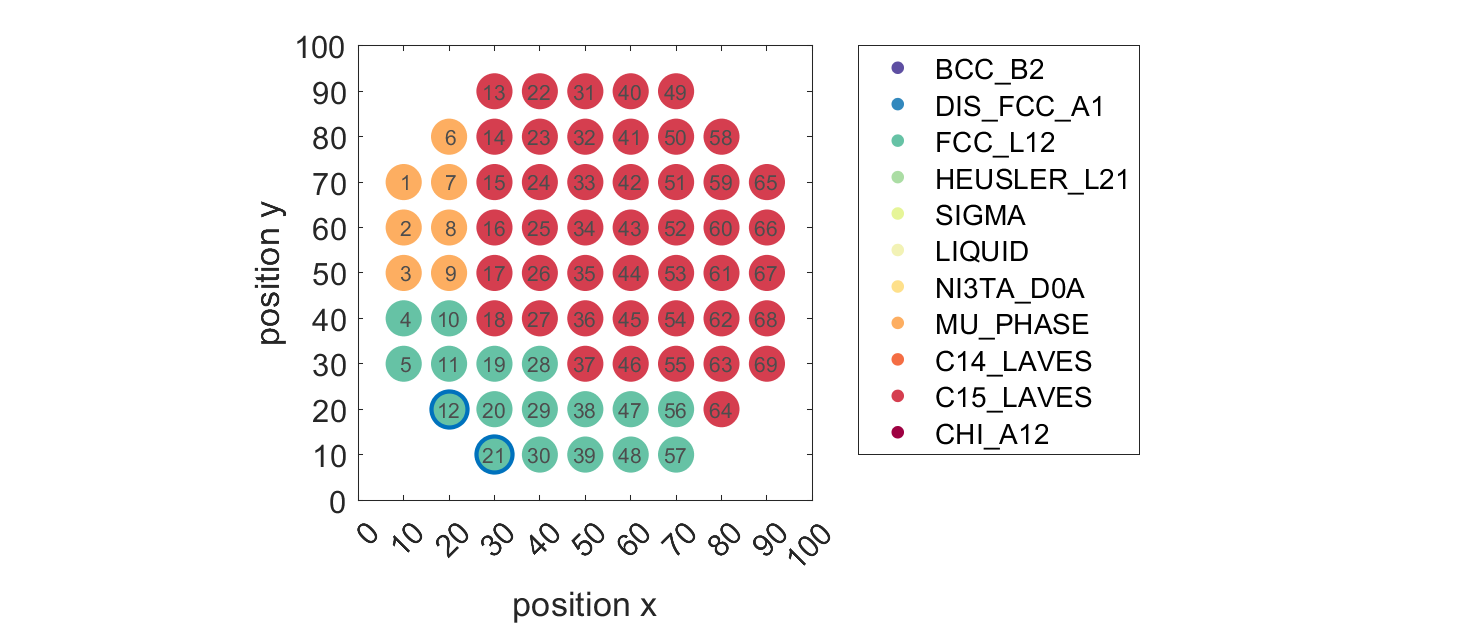 100
90
80
70
60
50
40
30
20
10
0
position y
13 22 31 40 49
6 14 23 32 41 50 58
1 7 15 24 33 42 51 59 65
2 8 16 25 34 43 52 60 66
3 9 17 26 35 44 53 61 67
4 10 18 27 36 45 54 62 68
5 11 19 28 37 46 55 63 69
12 20 29 38 47 56 64
21 30 39 48 57
0 10 20 30 40 50 60 70 80 90 100
position x
BCC_B2
DIS_FCC_A1
FCC_L12
HEUSLER_L21
SIGMA
LIQUID
NI3TA_D0A
MU_PHASE
C14_LAVES
C15_LAVES
CHI_A12